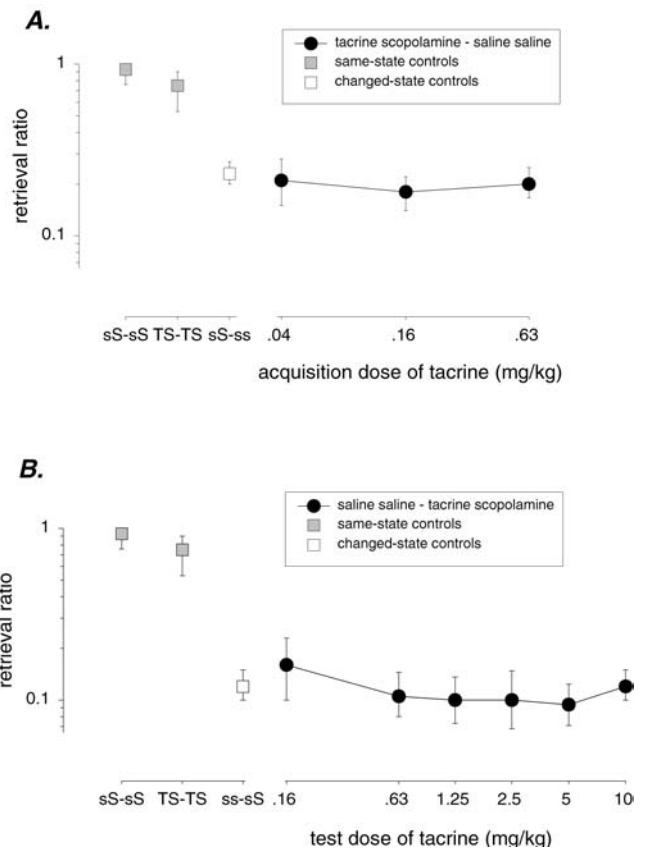 A.
tacrine scopolamine - saline saline
same-state controls
changed-state controls
1
0.1
retrieval ratio
sS-sS TS-TS sS-ss .04 .16 .63
acquisition dose of tacrine (mg/kg)
B.
saline saline - tacrine scopolamine
same-state controls
changed-state controls
1
0.1
retrieval ratio
sS-sS TS-TS ss-sS .16 .63 1.25 2.5 5 10
test dose of tacrine (mg/kg)